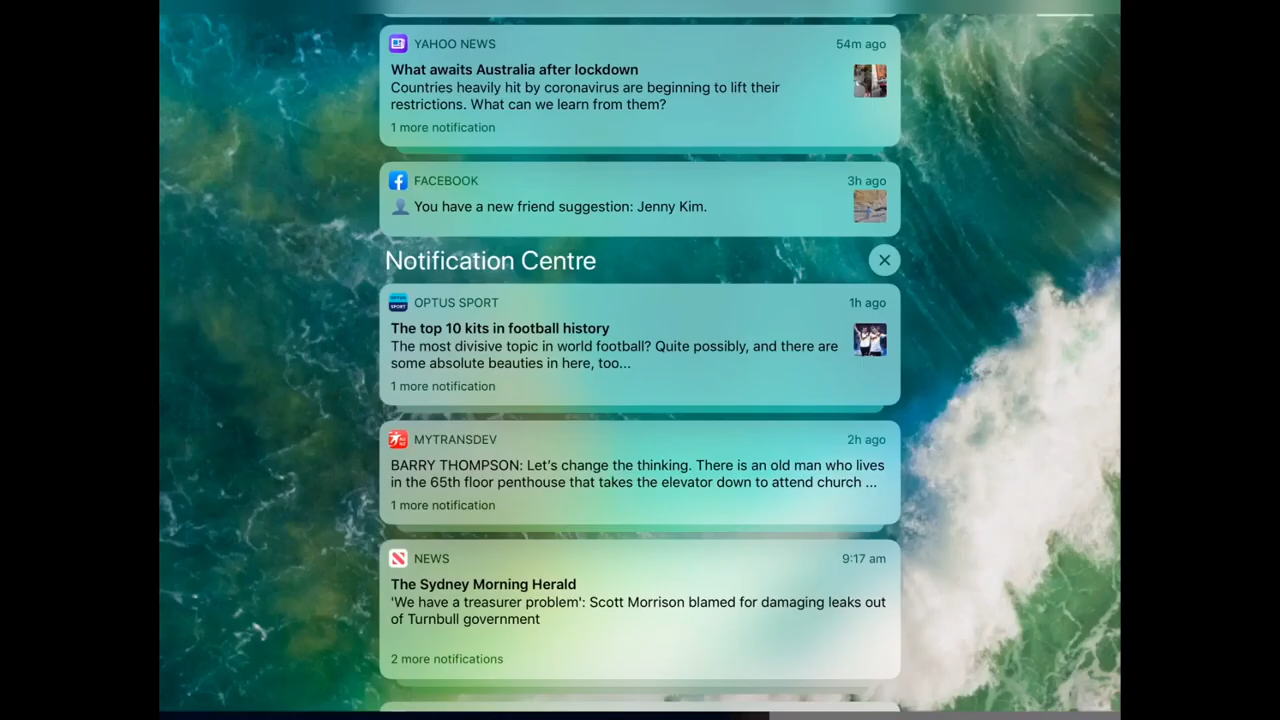 YAHOO NEWS 54m ago
What awaits Australia after lockdown
Countries heavily hit by coronavirus are beginning to lift their
restrictions. What can we learn from them?
1 more notification
FACEBOOK 3h ago
👤 You have a new friend suggestion: Jenny Kim.
Notification Centre
OPTUS SPORT 1h ago
The top 10 kits in football history
The most divisive topic in world football? Quite possibly, and there are
some absolute beauties in here, too...
1 more notification
MYTRANSDEV 2h ago
BARRY THOMPSON: Let’s change the thinking. There is an old man who lives
in the 65th floor penthouse that takes the elevator down to attend church ...
1 more notification
NEWS 9:17 am
The Sydney Morning Herald
'We have a treasurer problem': Scott Morrison blamed for damaging leaks out
of Turnbull government
2 more notifications